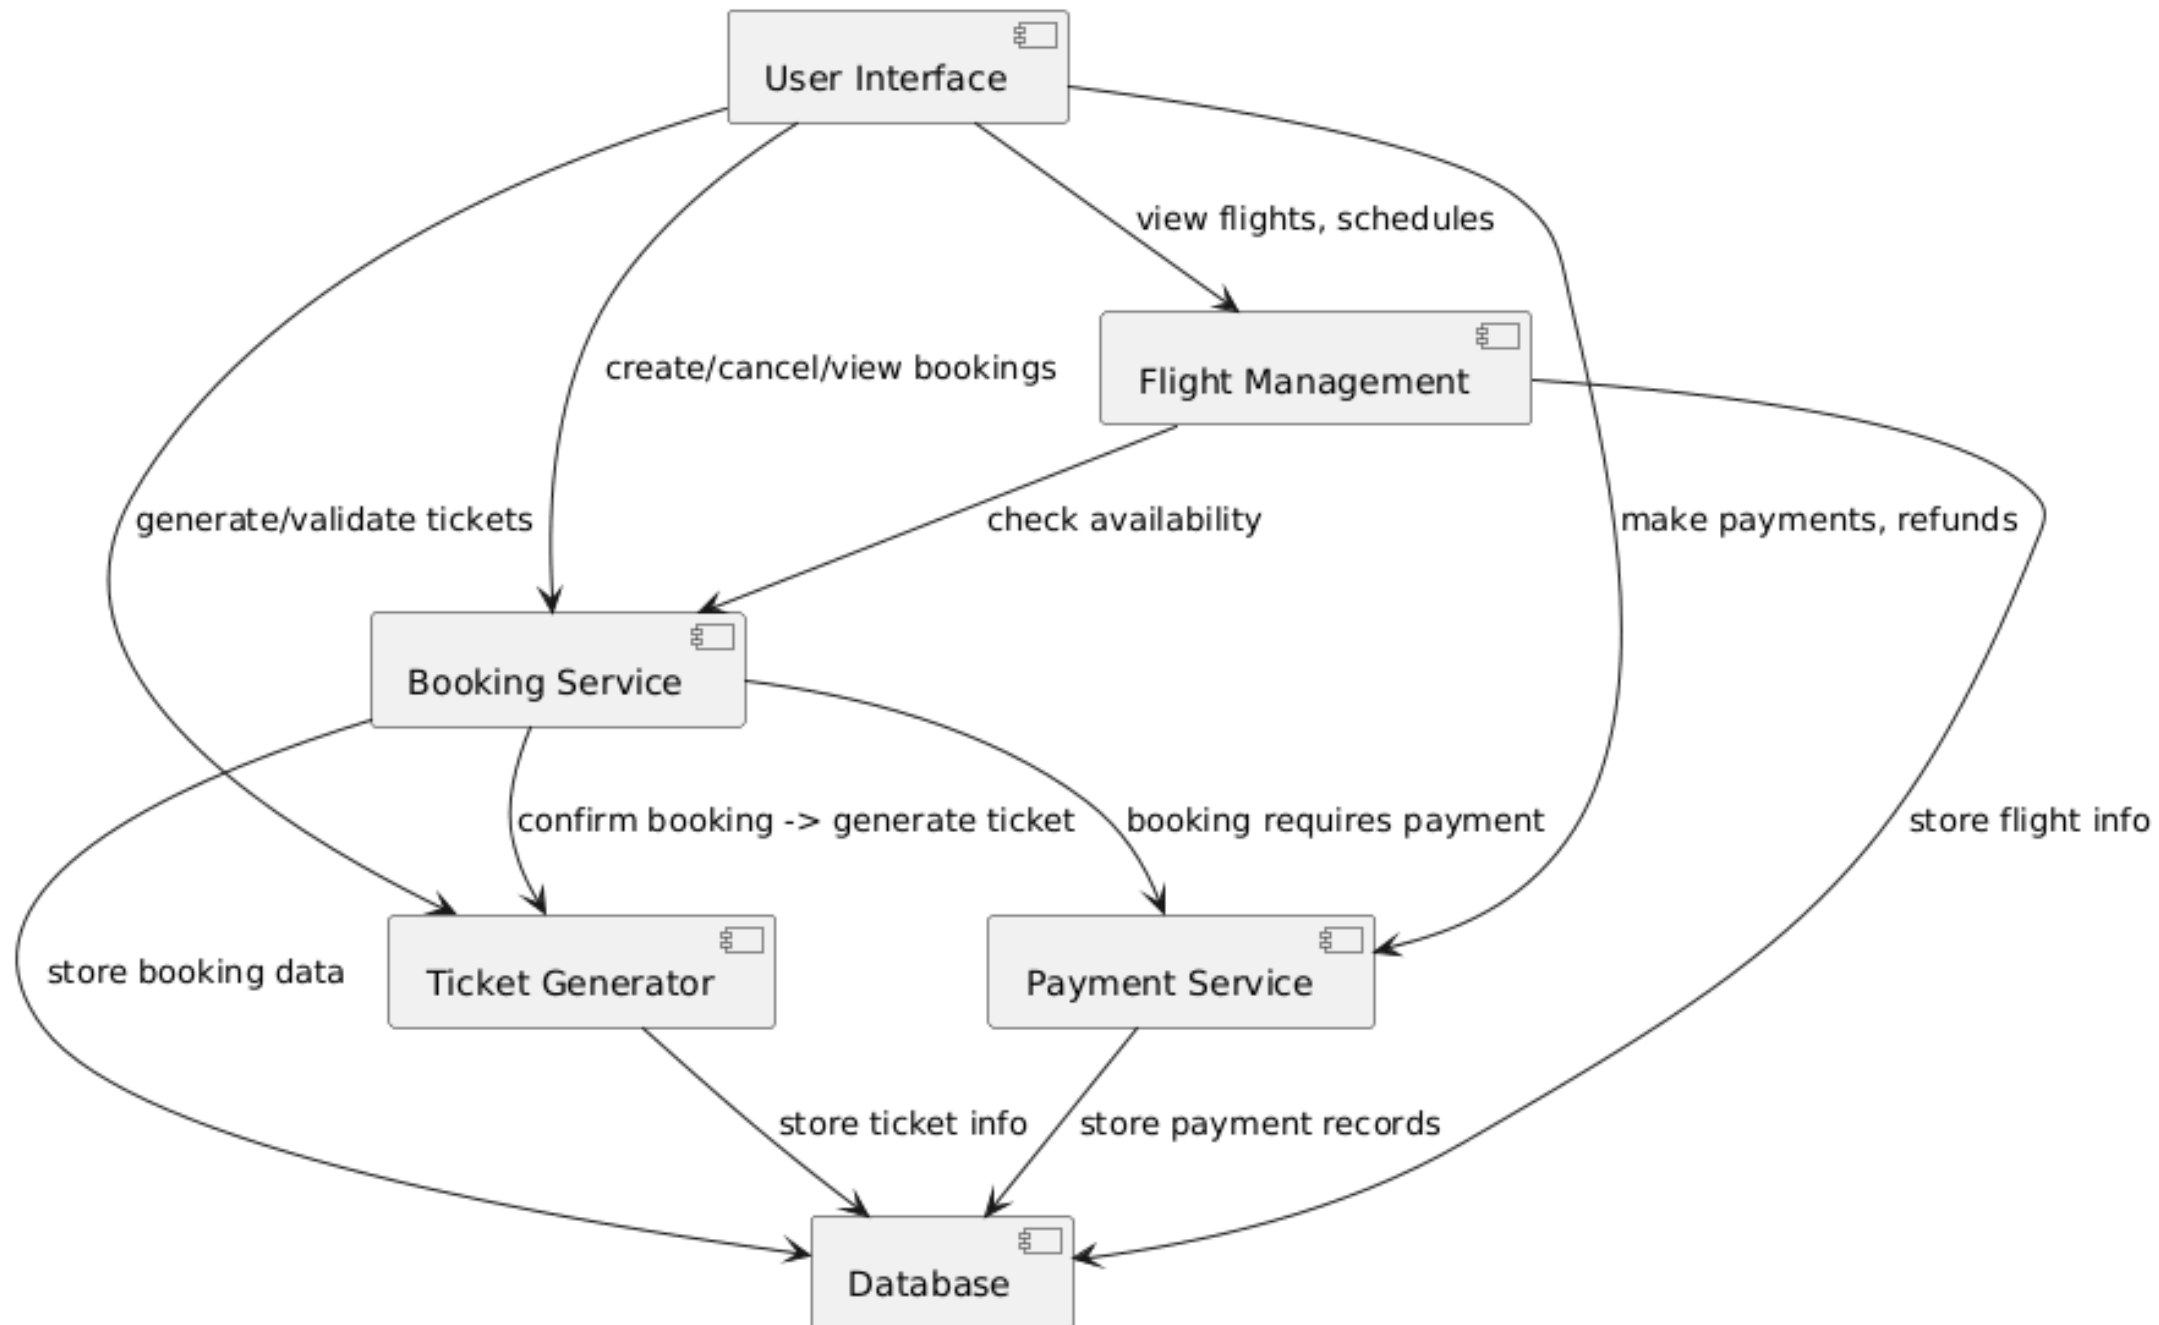 User Interface
view flights, schedules
create/cancel/view bookings
Flight Management
generate/validate tickets
check availability
make payments, refunds
Booking Service
confirm booking -> generate ticket
booking requires payment
store flight info
store booking data
Ticket Generator
Payment Service
store ticket info
store payment records
Database